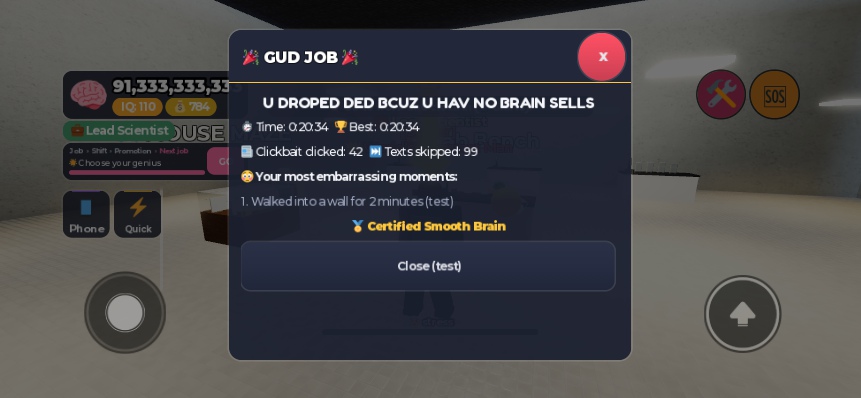 GUD JOB
X
U DROPED DED BCUZ U HAV NO BRAIN SELLS
Time: 0:20:34 Best: 0:20:34
Clickbait clicked: 42 Texts skipped: 99
Your most embarrassing moments:
1. Walked into a wall for 2 minutes (test)
Certified Smooth Brain
Close (test)
91,333,333,33
IQ: 110
784
Lead Scientist
OUSE
Job > Shift > Promotion > Next job
Choose your genius
GO
Phone
Quick
SOS